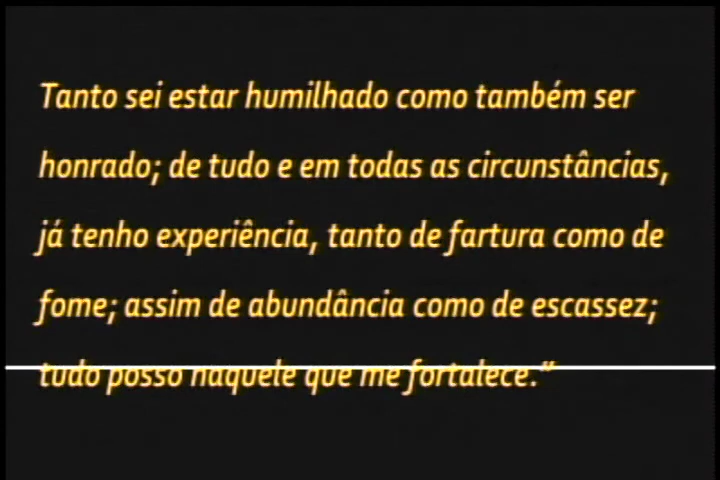 Tanto sei estar humilhado como também ser
honrado; de tudo e em todas as circunstâncias,
já tenho experiência, tanto de fartura como de
fome; assim de abundância como de escassez;
tudo posso naquele que me fortalece.”